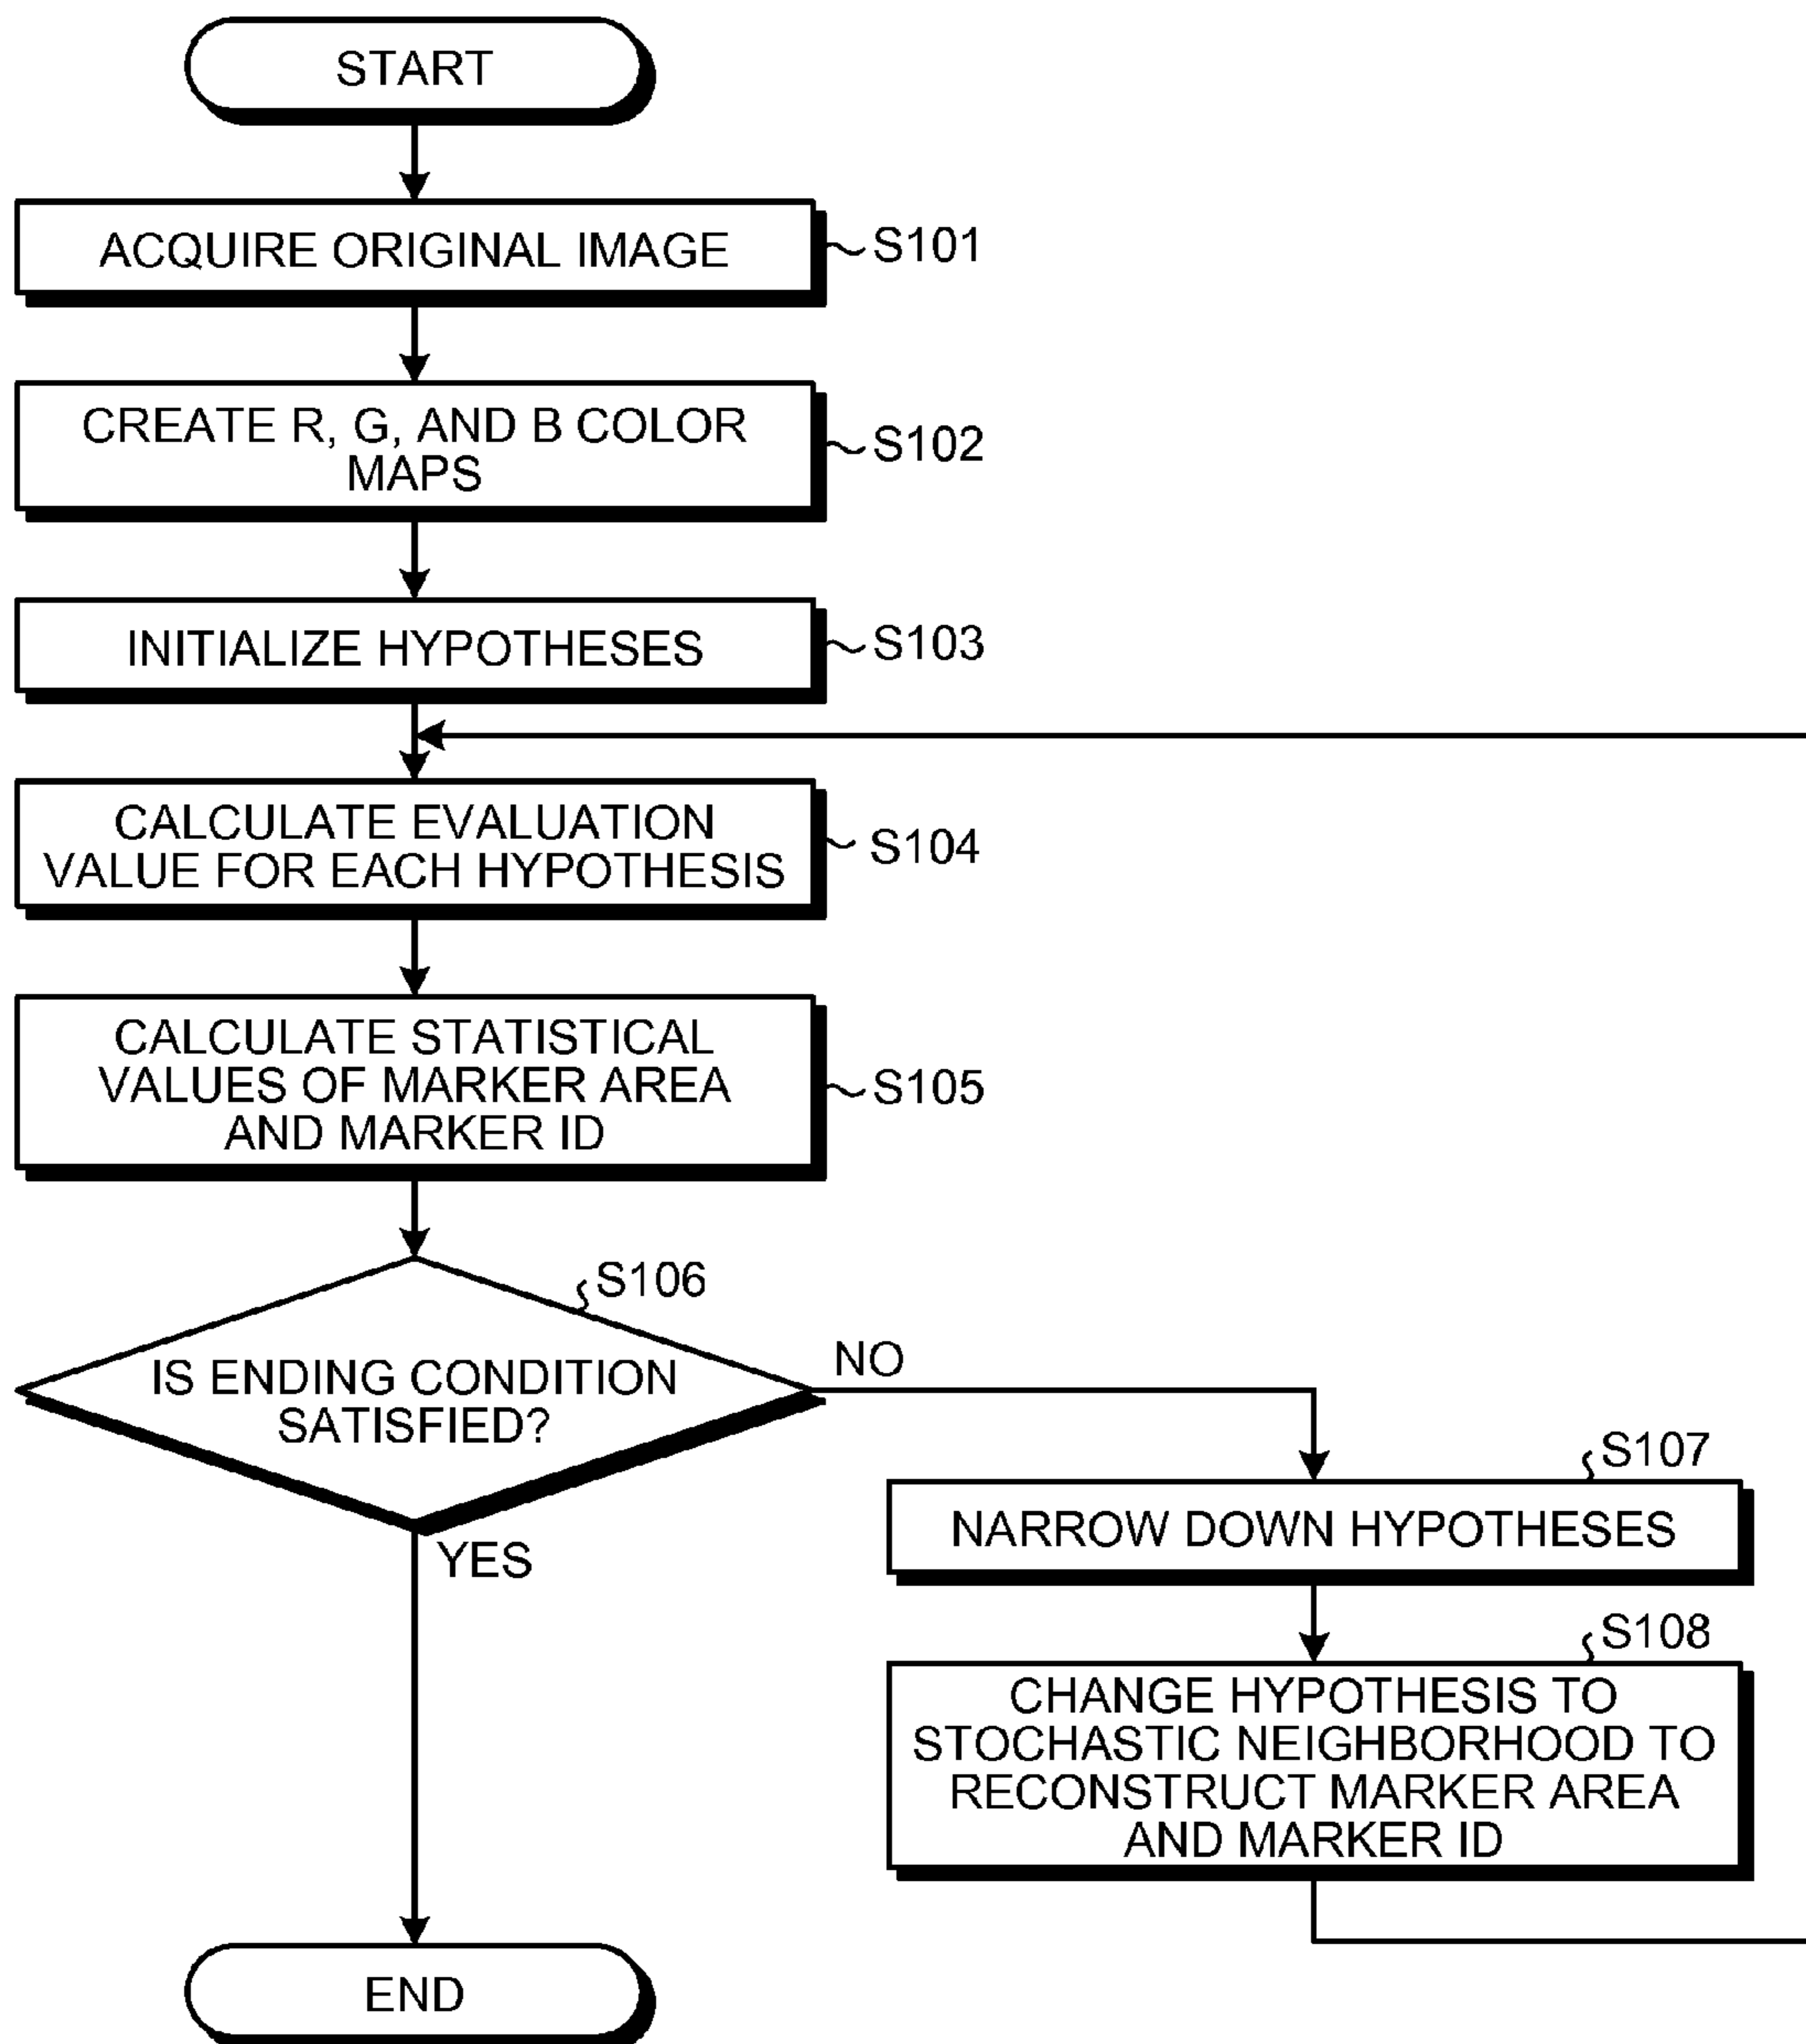 START
ACQUIRE ORIGINAL IMAGE
S101
CREATE R, G, AND B COLOR
MAPS
S102
INITIALIZE HYPOTHESES
S103
CALCULATE EVALUATION
VALUE FOR EACH HYPOTHESIS
S104
CALCULATE STATISTICAL
VALUES OF MARKER AREA
AND MARKER ID
S105
S106
IS ENDING CONDITION
SATISFIED?
NO
YES
S107
NARROW DOWN HYPOTHESES
S108
CHANGE HYPOTHESIS TO
STOCHASTIC NEIGHBORHOOD TO
RECONSTRUCT MARKER AREA
AND MARKER ID
END